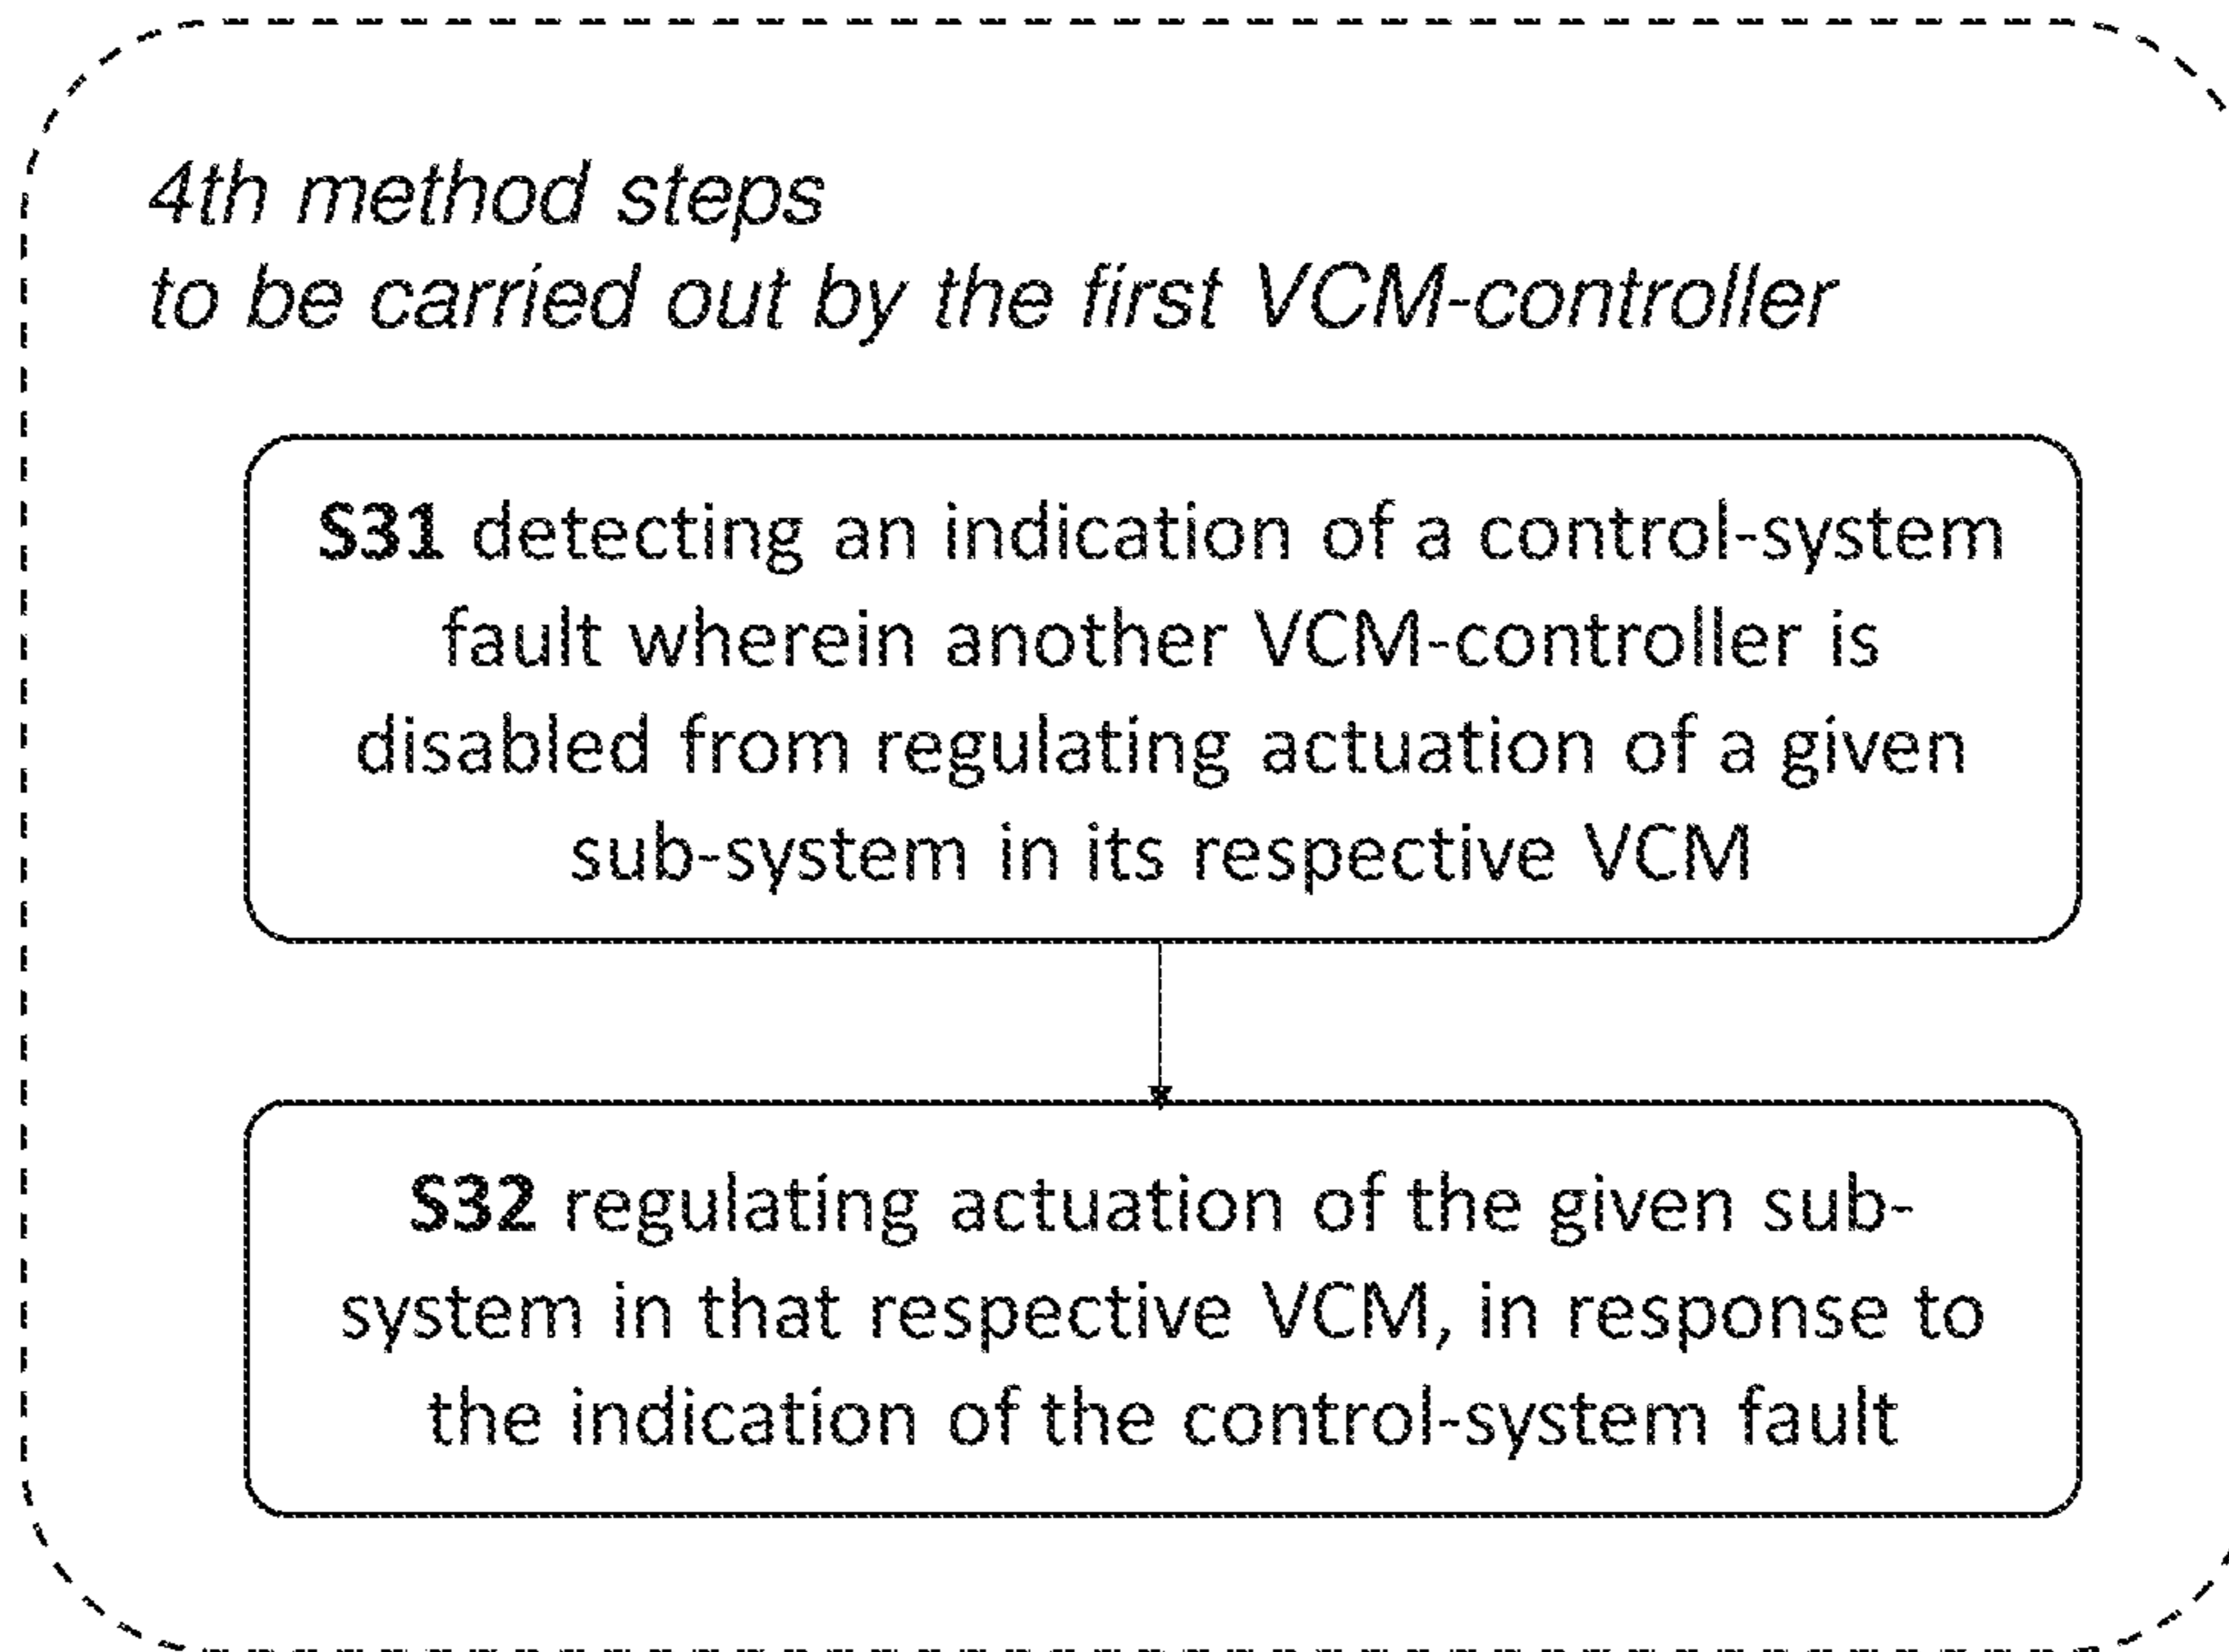 4th method steps
to be carried out by the first VCM-controller
S31 detecting an indication of a control-system
fault wherein another VCM-controller is
disabled from regulating actuation of a given
sub-system in its respective VCM
S32 regulating actuation of the given sub-
system in that respective VCM, in response to
the indication of the control-system fault